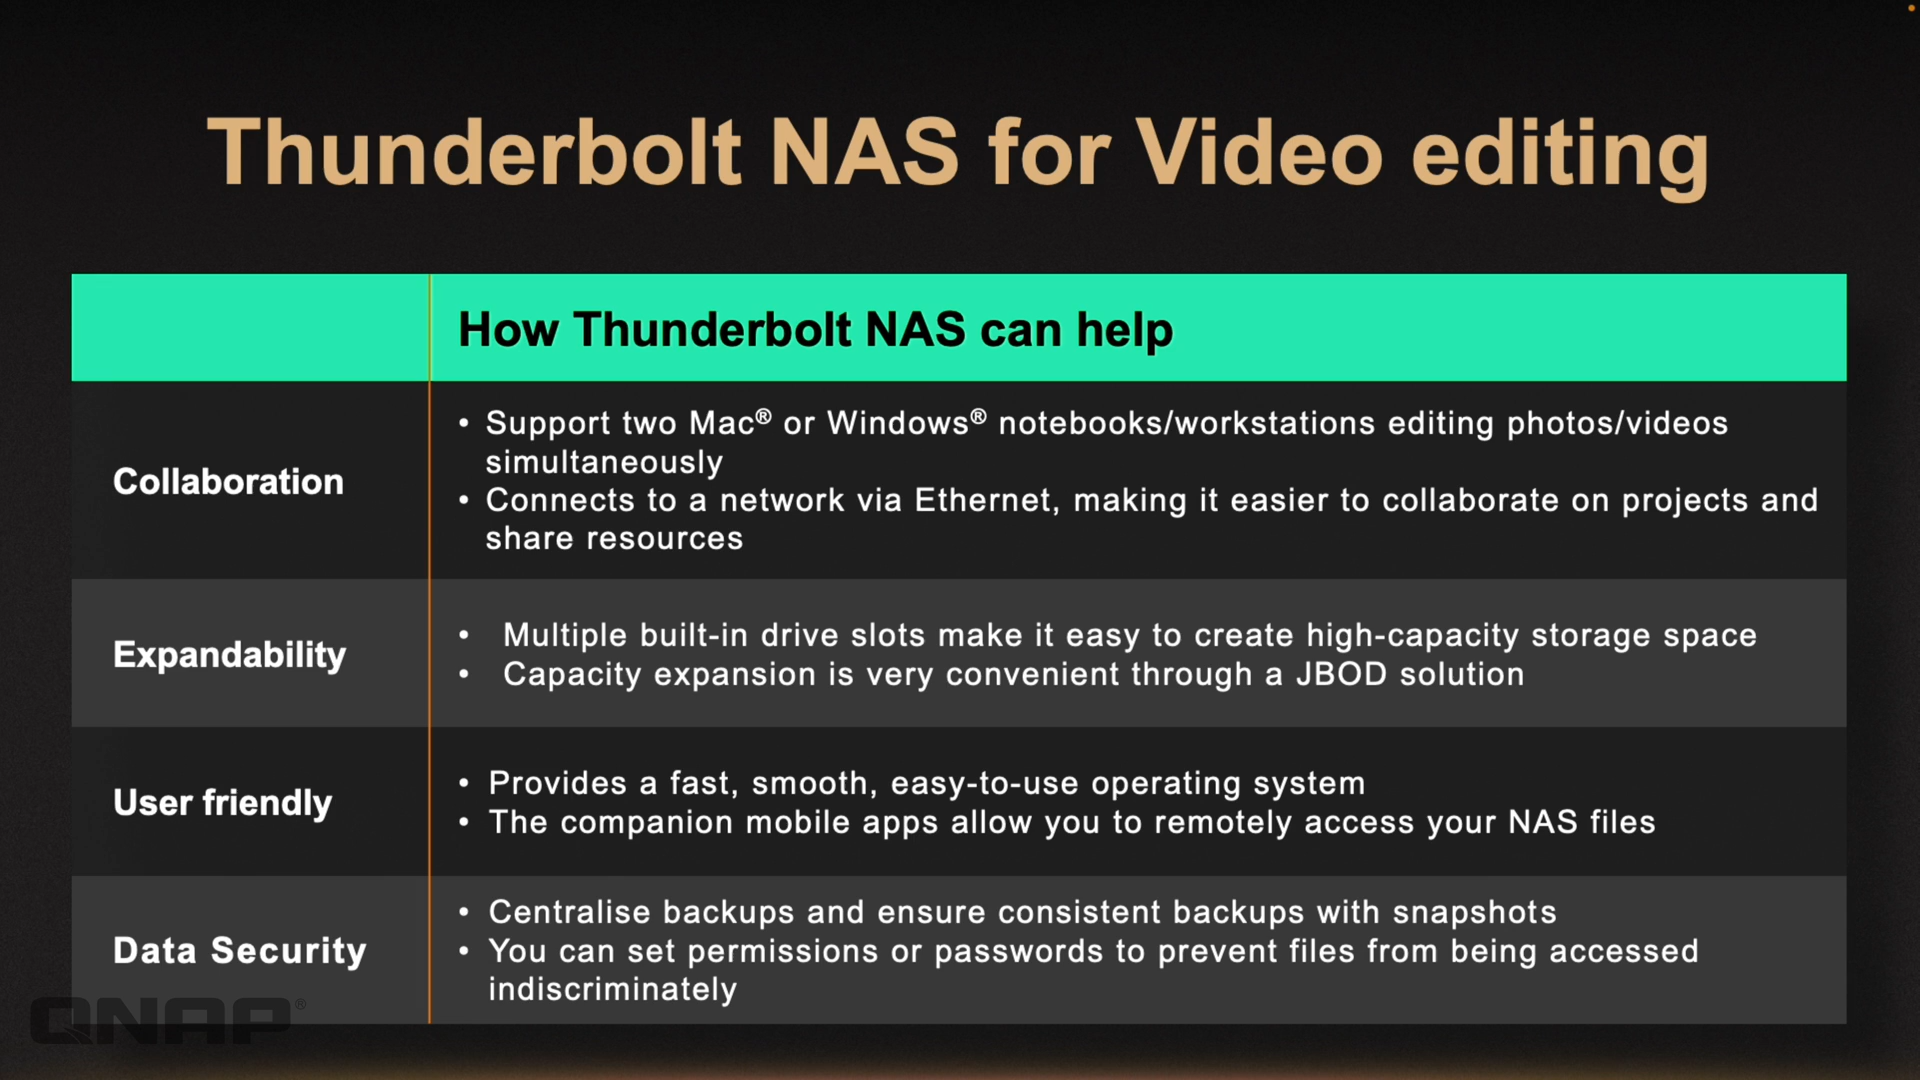 Thunderbolt NAS for Video editing
How Thunderbolt NAS can help
Collaboration
• Support two Mac® or Windows® notebooks/workstations editing photos/videos
simultaneously
• Connects to a network via Ethernet, making it easier to collaborate on projects and
share resources
Expandability
• Multiple built-in drive slots make it easy to create high-capacity storage space
• Capacity expansion is very convenient through a JBOD solution
User friendly
• Provides a fast, smooth, easy-to-use operating system
• The companion mobile apps allow you to remotely access your NAS files
Data Security
• Centralise backups and ensure consistent backups with snapshots
• You can set permissions or passwords to prevent files from being accessed
indiscriminately
QNAP®